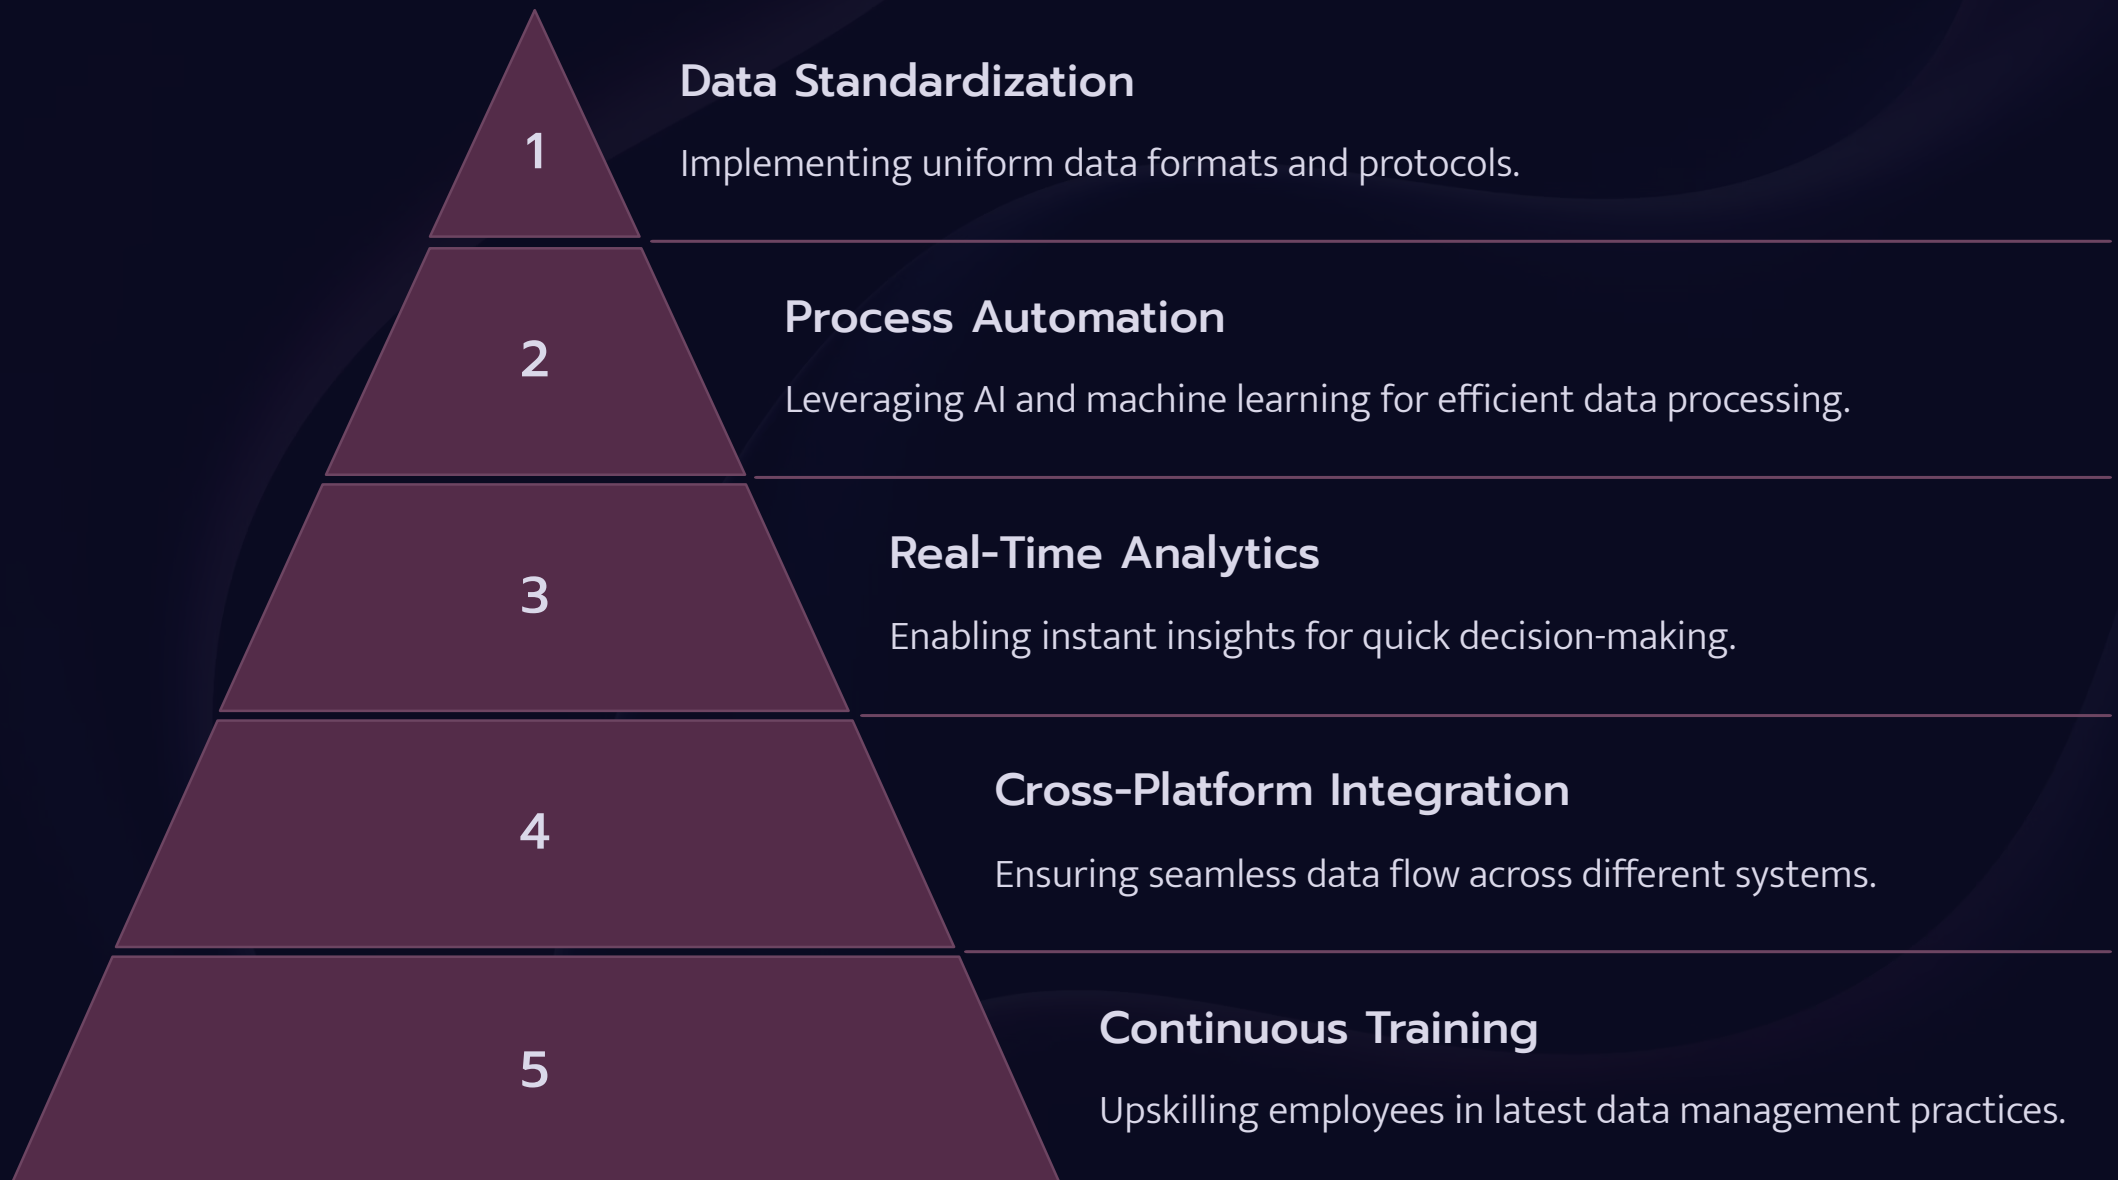 1
Data Standardization
Implementing uniform data formats and protocols.
2
Process Automation
Leveraging AI and machine learning for efficient data processing.
3
Real-Time Analytics
Enabling instant insights for quick decision-making.
4
Cross-Platform Integration
Ensuring seamless data flow across different systems.
5
Continuous Training
Upskilling employees in latest data management practices.